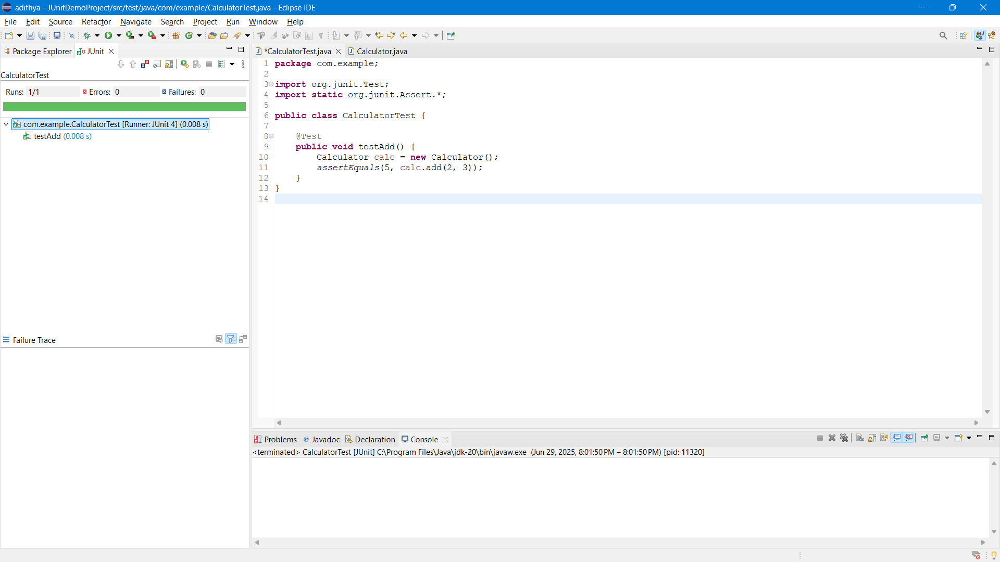 adithya - JUnitDemoProject/src/test/java/com/example/CalculatorTest.java - Eclipse IDE
File Edit Source Refactor Navigate Search Project Run Window Help
Package Explorer JUnit
CalculatorTest
Runs: 1/1 Errors: 0 Failures: 0
com.example.CalculatorTest [Runner: JUnit 4] (0.008 s)
testAdd (0.008 s)
Failure Trace
*CalculatorTest.java Calculator.java
1 package com.example;
2
3 import org.junit.Test;
4 import static org.junit.Assert.*;
5
6 public class CalculatorTest {
7
8 @Test
9 public void testAdd() {
10 Calculator calc = new Calculator();
11 assertEquals(5, calc.add(2, 3));
12 }
13 }
14
Problems @ Javadoc Declaration Console
<terminated> CalculatorTest [JUnit] C:\Program Files\Java\jdk-20\bin\javaw.exe (Jun 29, 2025, 8:01:50 PM – 8:01:50 PM) [pid: 11320]